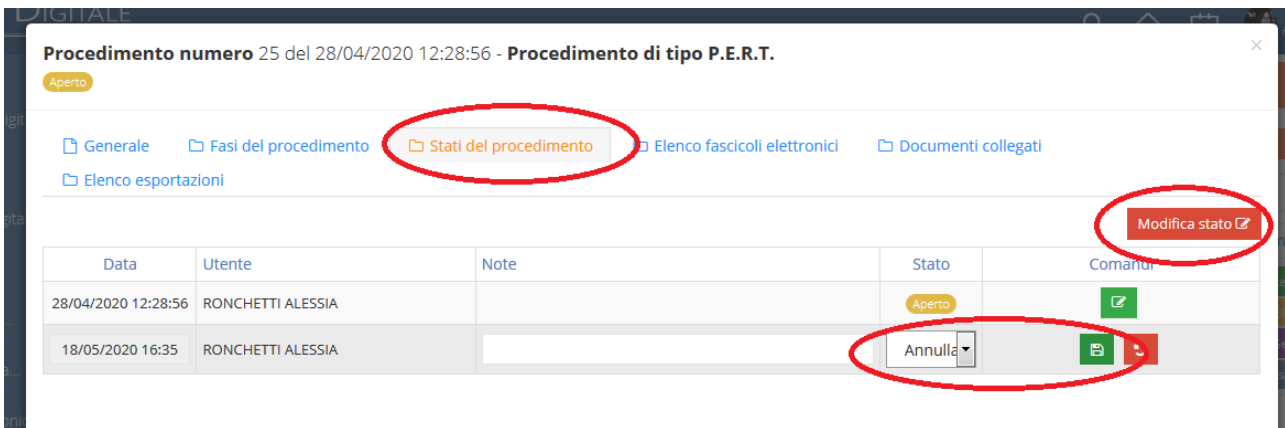 DIGITALE
Procedimento numero 25 del 28/04/2020 12:28:56 - Procedimento di tipo P.E.R.T.
Aperto
Generale Fasi del procedimento Stati del procedimento Elenco fascicoli elettronici Documenti collegati
Elenco esportazioni
Modifica stato
Data Utente Note Stato Comandi
28/04/2020 12:28:56 RONCHETTI ALESSIA Aperto
18/05/2020 16:35 RONCHETTI ALESSIA Annulla